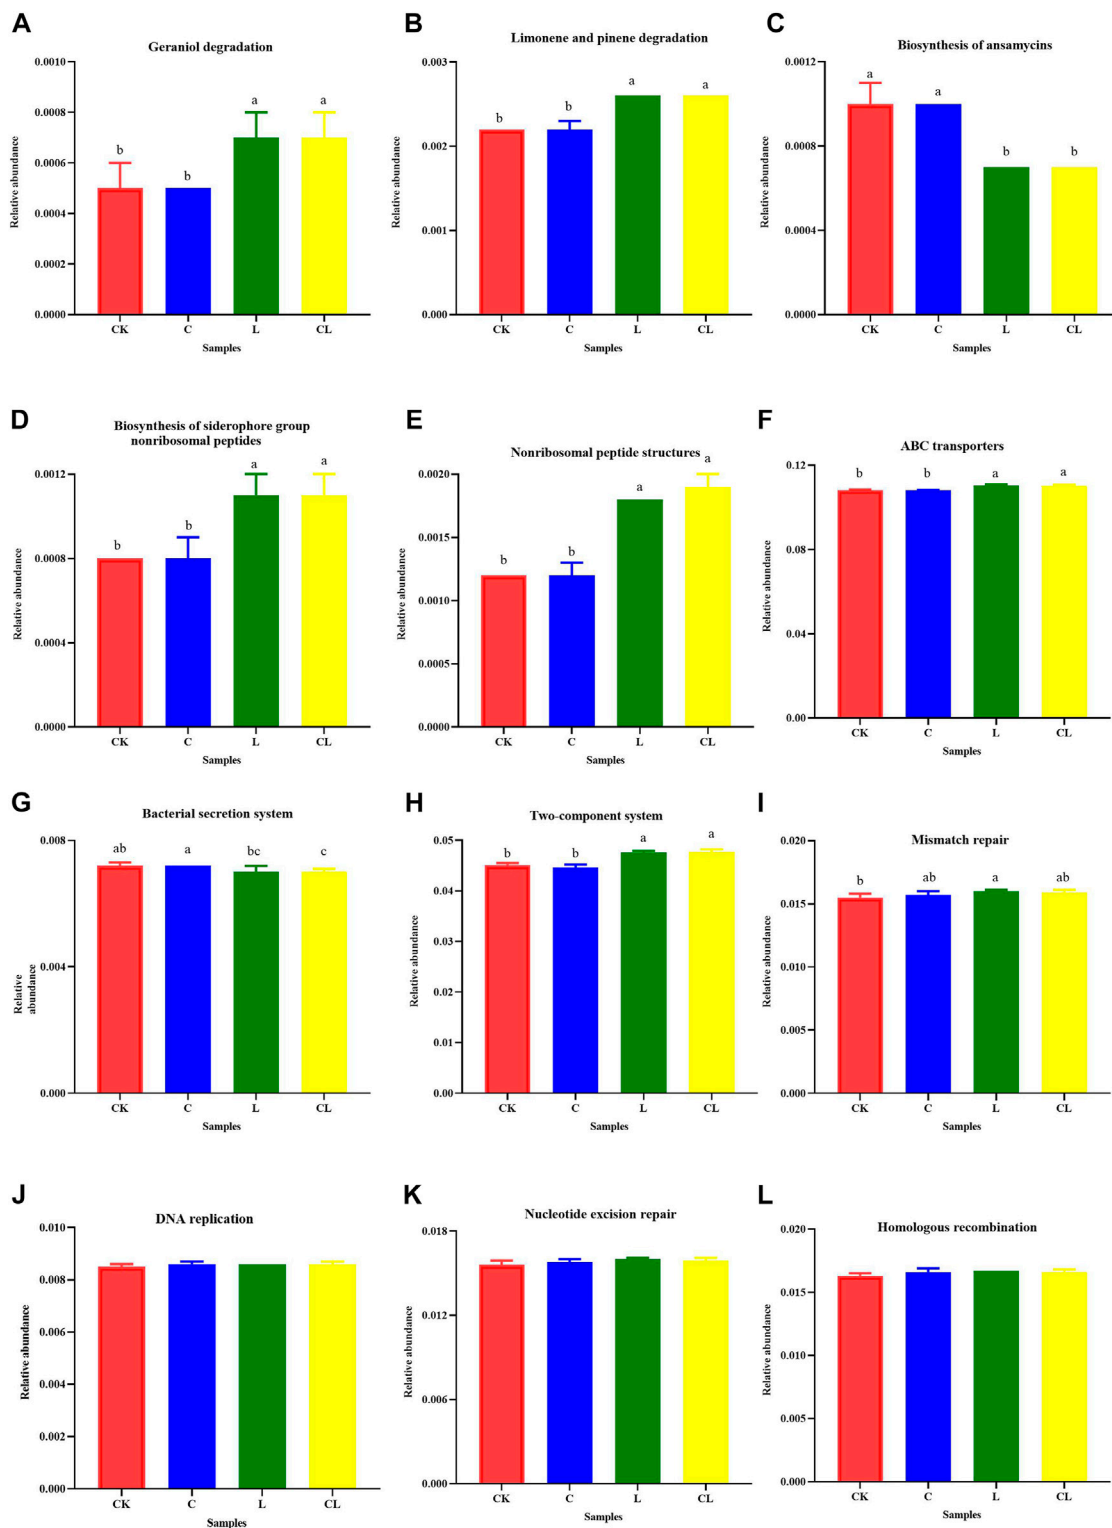 A
Geraniol degradation
Relative abundance
0.0010
0.0008
0.0006
0.0004
0.0002
0.0000
b
b
a
a
CK C L CL
Samples
B
Limonene and pinene degradation
Relative abundance
0.003
0.002
0.001
0.000
b
b
a
a
CK C L CL
Samples
C
Biosynthesis of ansamycins
Relative abundance
0.0012
0.0008
0.0004
0.0000
a
a
b
b
CK C L CL
Samples
D
Biosynthesis of siderophore group
nonribosomal peptides
Relative abundance
0.0012
0.0008
0.0004
0.0000
b
b
a
a
CK C L CL
Samples
E
Nonribosomal peptide structures
Relative abundance
0.0020
0.0015
0.0010
0.0005
0.0000
b
b
a
a
CK C L CL
Samples
F
ABC transporters
Relative abundance
0.12
0.08
0.04
0.00
b
b
a
a
CK C L CL
Samples
G
Bacterial secretion system
Relative
abundance
0.008
0.004
0.000
ab
a
bc
c
CK C L CL
Samples
H
Two-component system
Relative abundance
0.05
0.04
0.03
0.02
0.01
0.00
b
b
a
a
CK C L CL
Samples
I
Mismatch repair
Relative abundance
0.020
0.015
0.010
0.005
0.000
b
ab
a
ab
CK C L CL
Samples
J
DNA replication
Relative abundance
0.010
0.008
0.006
0.004
0.002
0.000
CK C L CL
Samples
K
Nucleotide excision repair
Relative abundance
0.018
0.012
0.006
0.000
CK C L CL
Samples
L
Homologous recombination
Relative abundance
0.020
0.015
0.010
0.005
0.000
CK C L CL
Samples